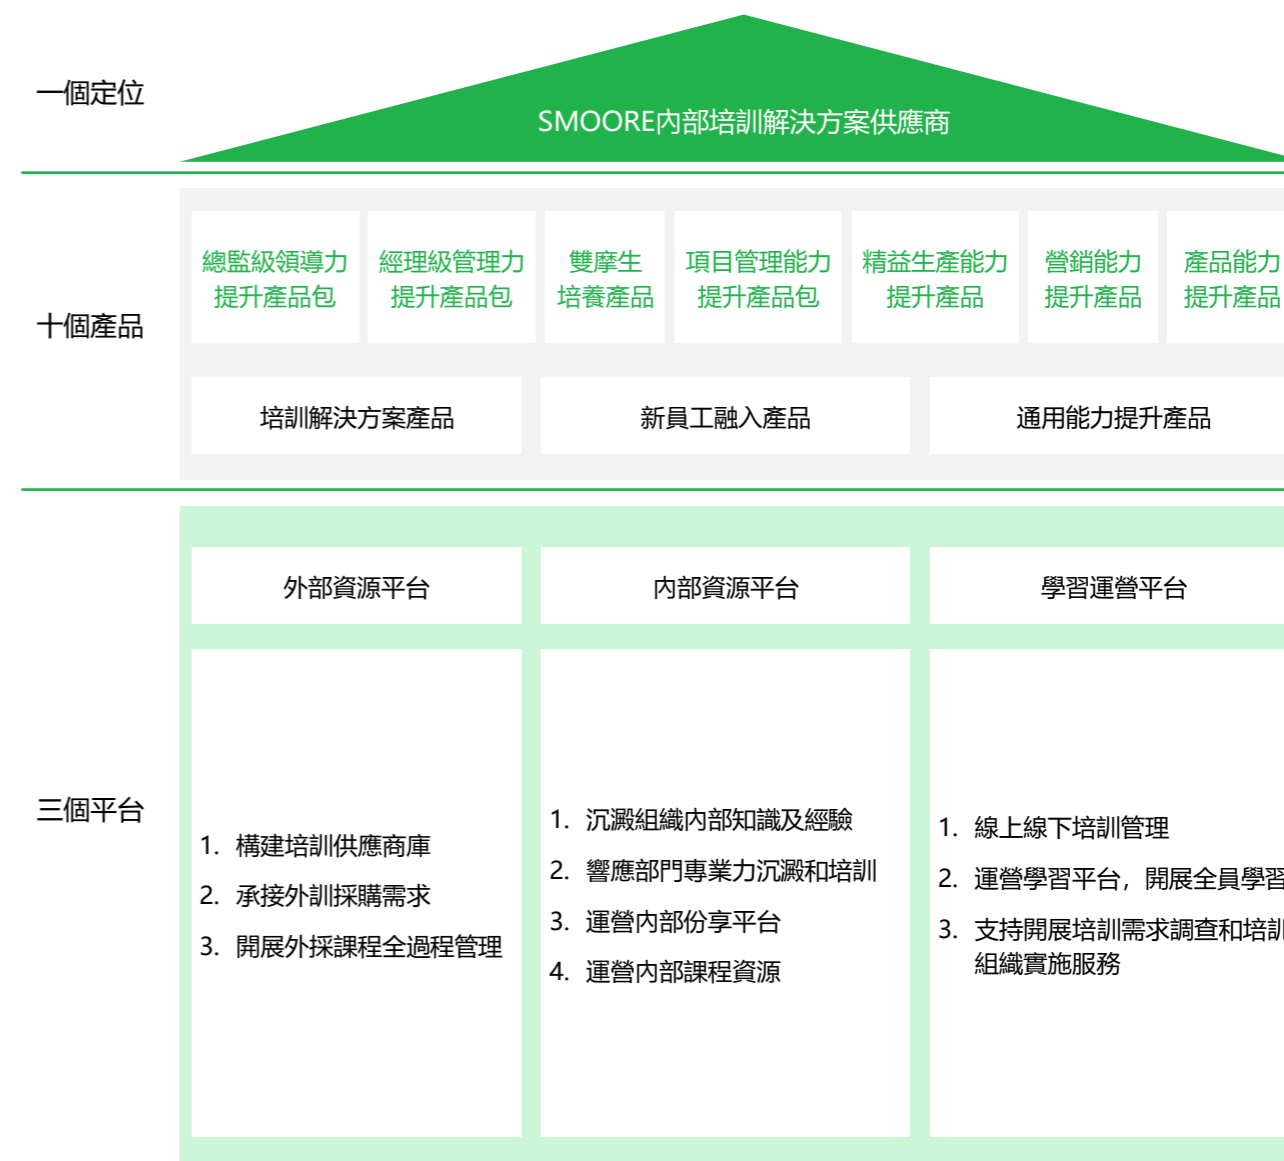 一個定位
SMOORE内部培訓解決方案供應商
十個產品
總監級領導力
提升產品包
經理級管理力
提升產品包
雙摩生
培養產品
項目管理能力
提升產品包
精益生產能力
提升產品
營銷能力
提升產品
產品能力
提升產品
培訓解決方案產品
新員工融入產品
通用能力提升產品
三個平台
外部資源平台
內部資源平台
學習運營平台
1. 構建培訓供應商庫
2. 承接外訓採購需求
3. 開展外採課程全過程管理
1. 沉澱組織內部知識及經驗
2. 響應部門專業力沉澱和培訓
3. 運營內部份享平台
4. 運營內部課程資源
1. 線上線下培訓管理
2. 運營學習平台，開展全員學習
3. 支持開展培訓需求調查和培訓
組織實施服務